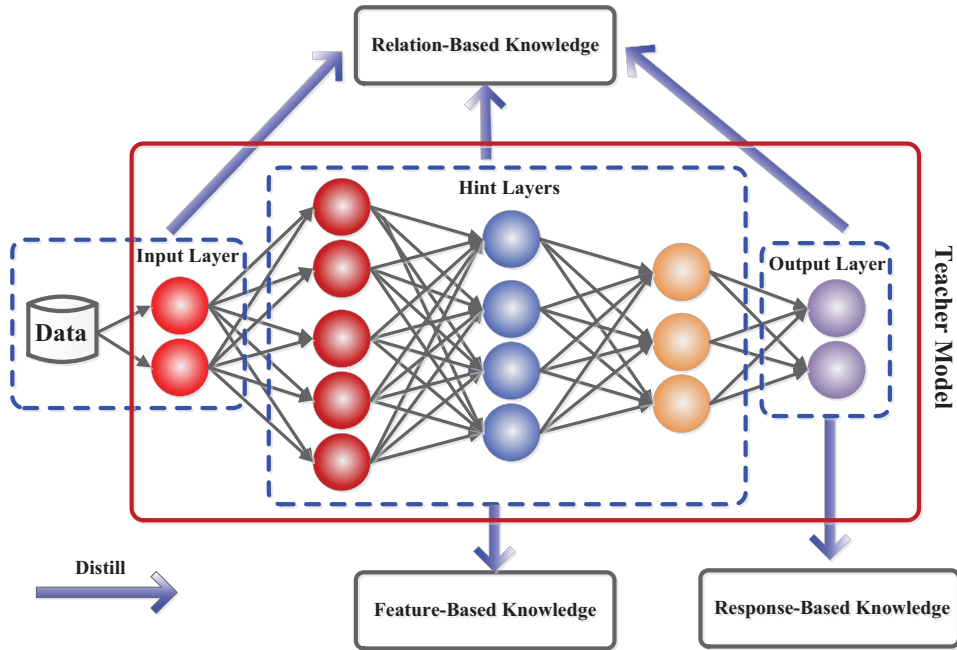 Relation-Based Knowledge
Hint Layers
Input Layer
Output Layer
Data
Teacher Model
Distill
Feature-Based Knowledge
Response-Based Knowledge